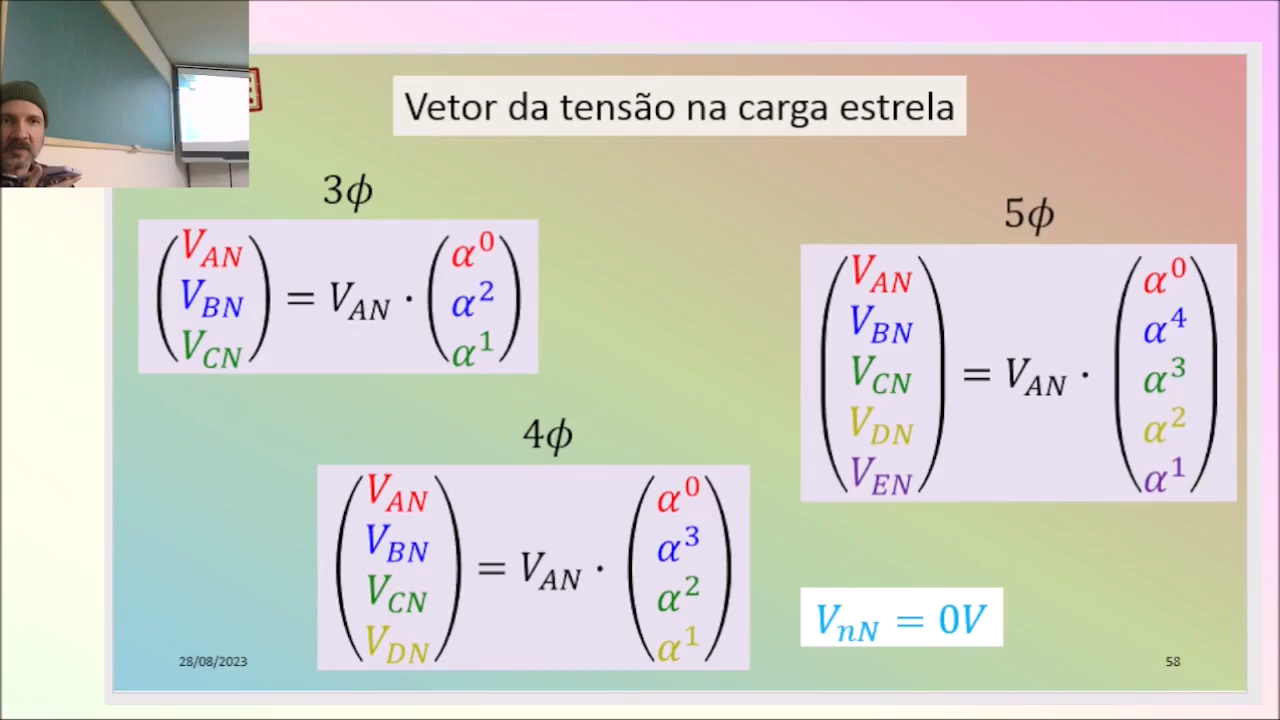 Vetor da tensão na carga estrela
3ϕ
(V_AN V_BN V_CN) = V_AN · (α^0 α^2 α^1)
5ϕ
(V_AN V_BN V_CN V_DN V_EN) = V_AN · (α^0 α^4 α^3 α^2 α^1)
4ϕ
(V_AN V_BN V_CN V_DN) = V_AN · (α^0 α^3 α^2 α^1)
V_nN = 0V
28/08/2023
58